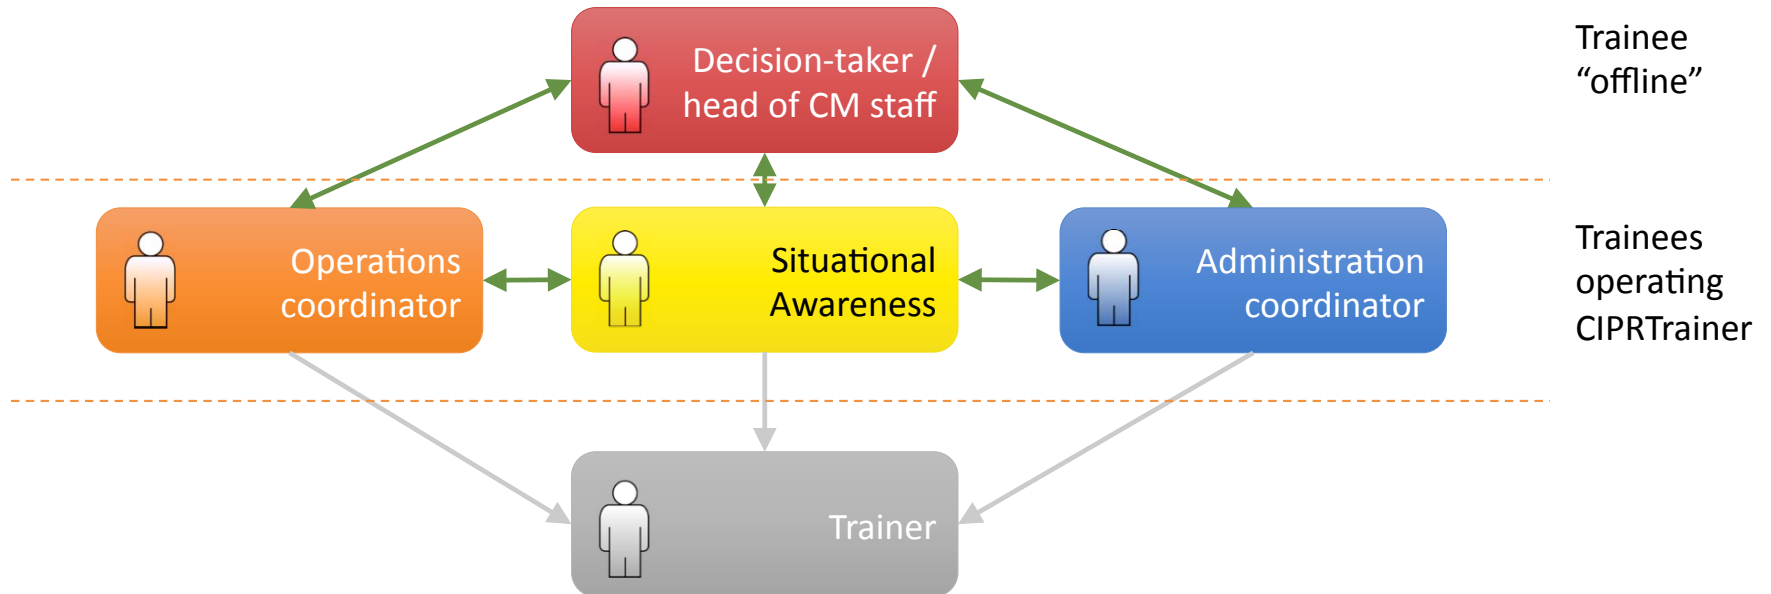 Decision-taker /
head of CM staff
Trainee
“offline”
Operations
coordinator
Situational
Awareness
Administration
coordinator
Trainees
operating
CIPRTrainer
Trainer